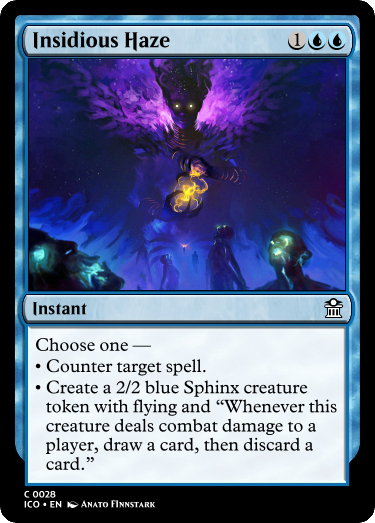 Insidious Haze 1
Instant
Choose one —
• Counter target spell.
• Create a 2/2 blue Sphinx creature
token with flying and “Whenever this
creature deals combat damage to a
player, draw a card, then discard a
card.”
C 0028
ICO • EN Anato Finnstark